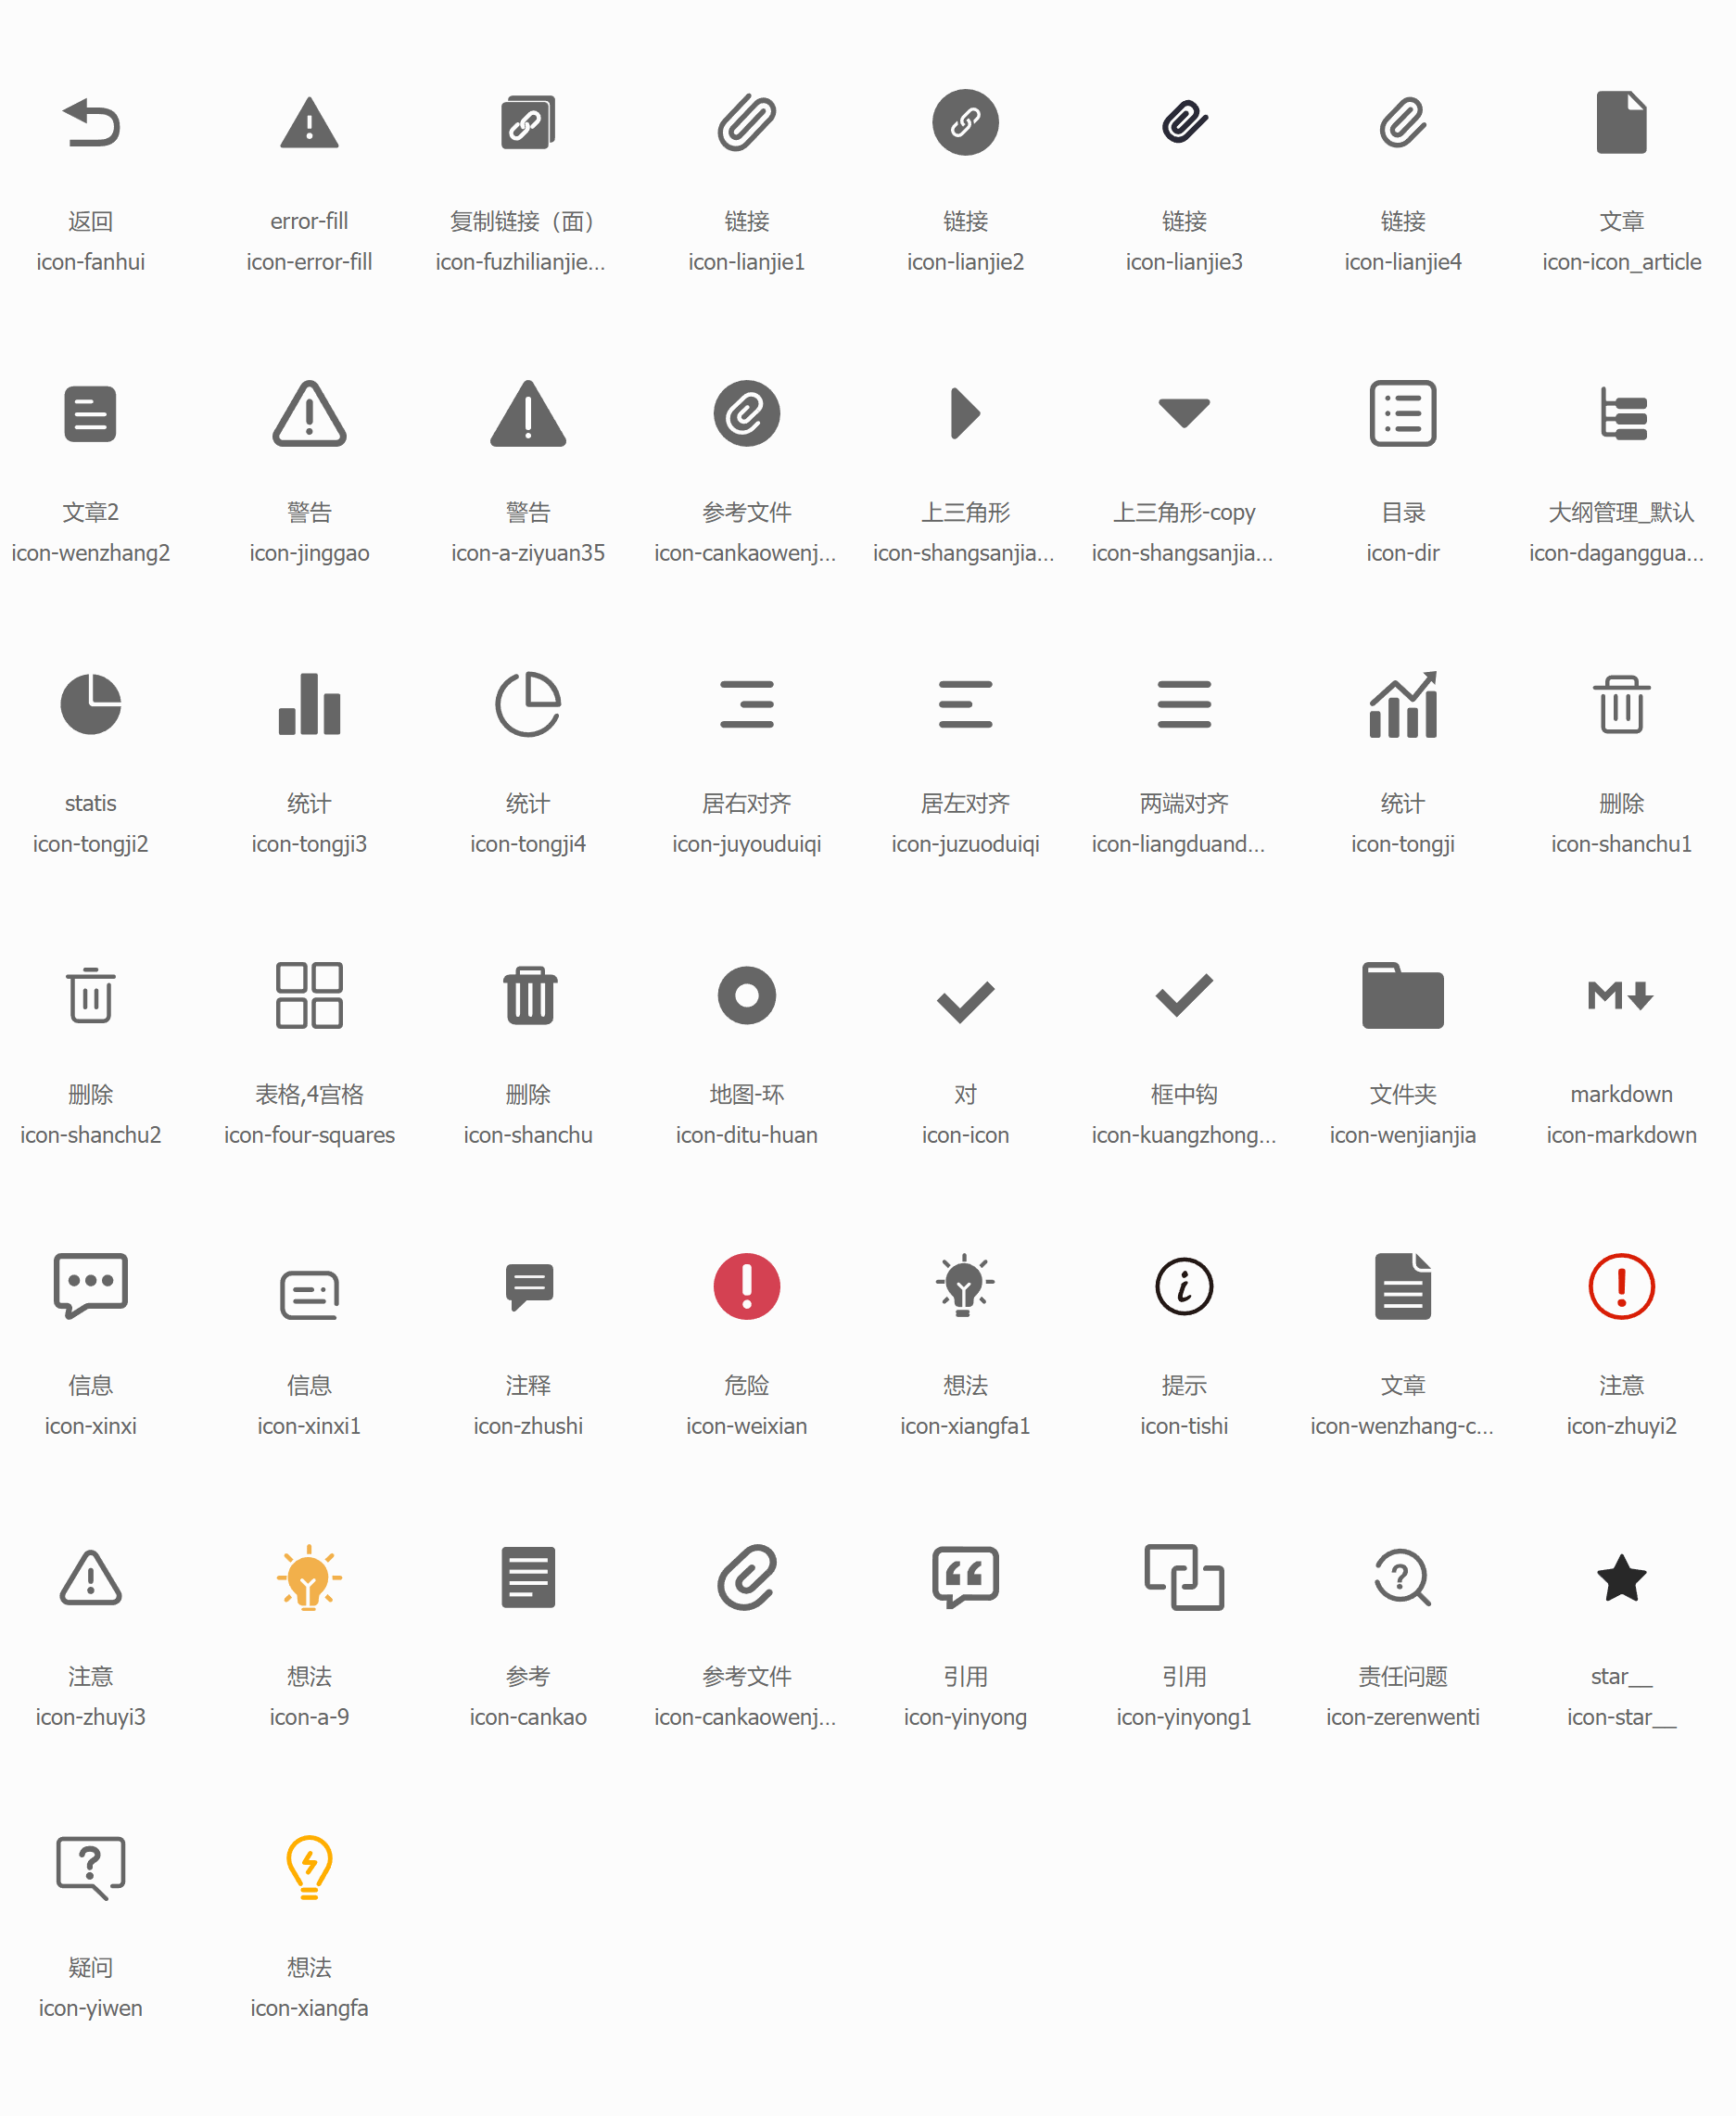 返回 error-fill 复制链接（面） 链接 链接 链接 链接 文章
icon-fanhui icon-error-fill icon-fuzhilianjie... icon-lianjie1 icon-lianjie2 icon-lianjie3 icon-lianjie4 icon-icon_article
文章2 警告 警告 参考文件 上三角形 上三角形-copy 目录 大纲管理_默认
icon-wenzhang2 icon-jinggao icon-a-ziyuan35 icon-cankaowenj... icon-shangsanjia... icon-shangsanjia... icon-dir icon-daganggua...
statis 统计 统计 居右对齐 居左对齐 两端对齐 统计 删除
icon-tongji2 icon-tongji3 icon-tongji4 icon-juyouduiqi icon-juzuoduiqi icon-liangduand... icon-tongji icon-shanchu1
M
删除 表格,4宫格 删除 地图-环 对 框中钩 文件夹 markdown
icon-shanchu2 icon-four-squares icon-shanchu icon-ditu-huan icon-icon icon-kuangzhong... icon-wenjianjia icon-markdown
信息 信息 注释 危险 想法 提示 文章 注意
icon-xinxi icon-xinxi1 icon-zhushi icon-weixian icon-xiangfa1 icon-tishi icon-wenzhang-c... icon-zhuyi2
注意 想法 参考 参考文件 引用 引用 责任问题 star__
icon-zhuyi3 icon-a-9 icon-cankao icon-cankaowenj... icon-yinyong icon-yinyong1 icon-zerenwenti icon-star__
疑问 想法
icon-yiwen icon-xiangfa